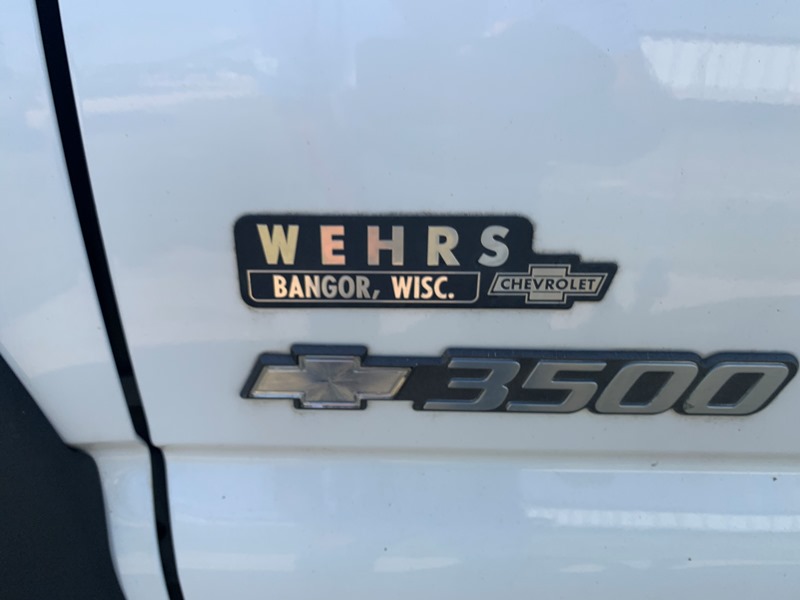 WEHRS
BANGOR, WISC.
CHEVROLET
3500